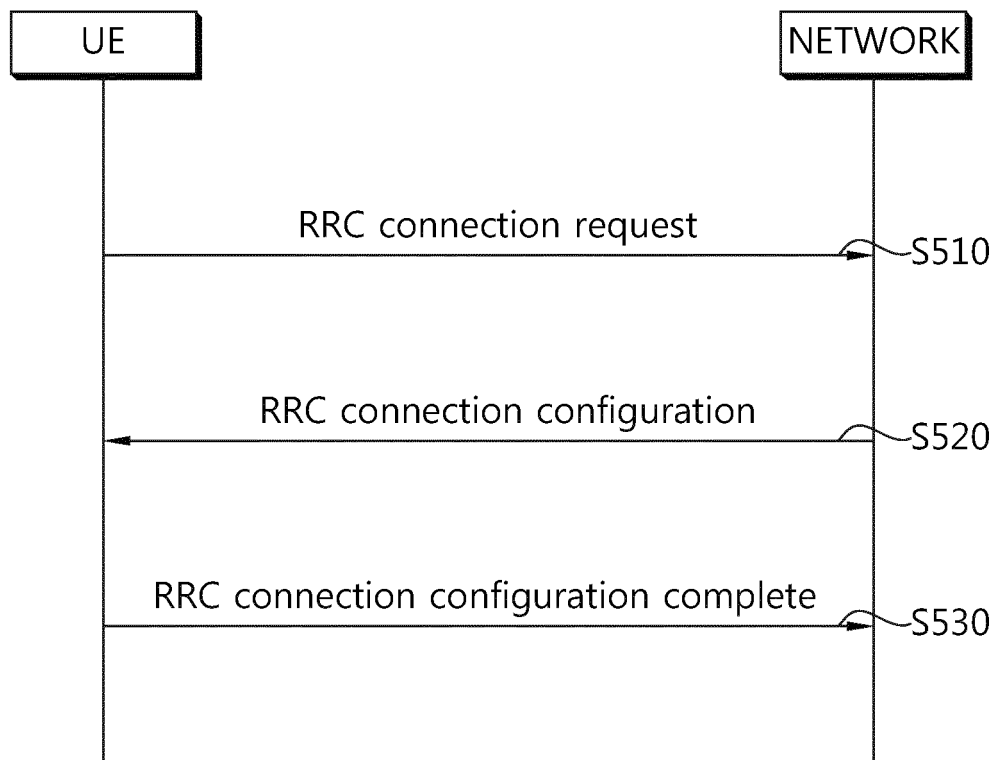 UE
NETWORK
RRC connection request
S510
RRC connection configuration
S520
RRC connection configuration complete
S530